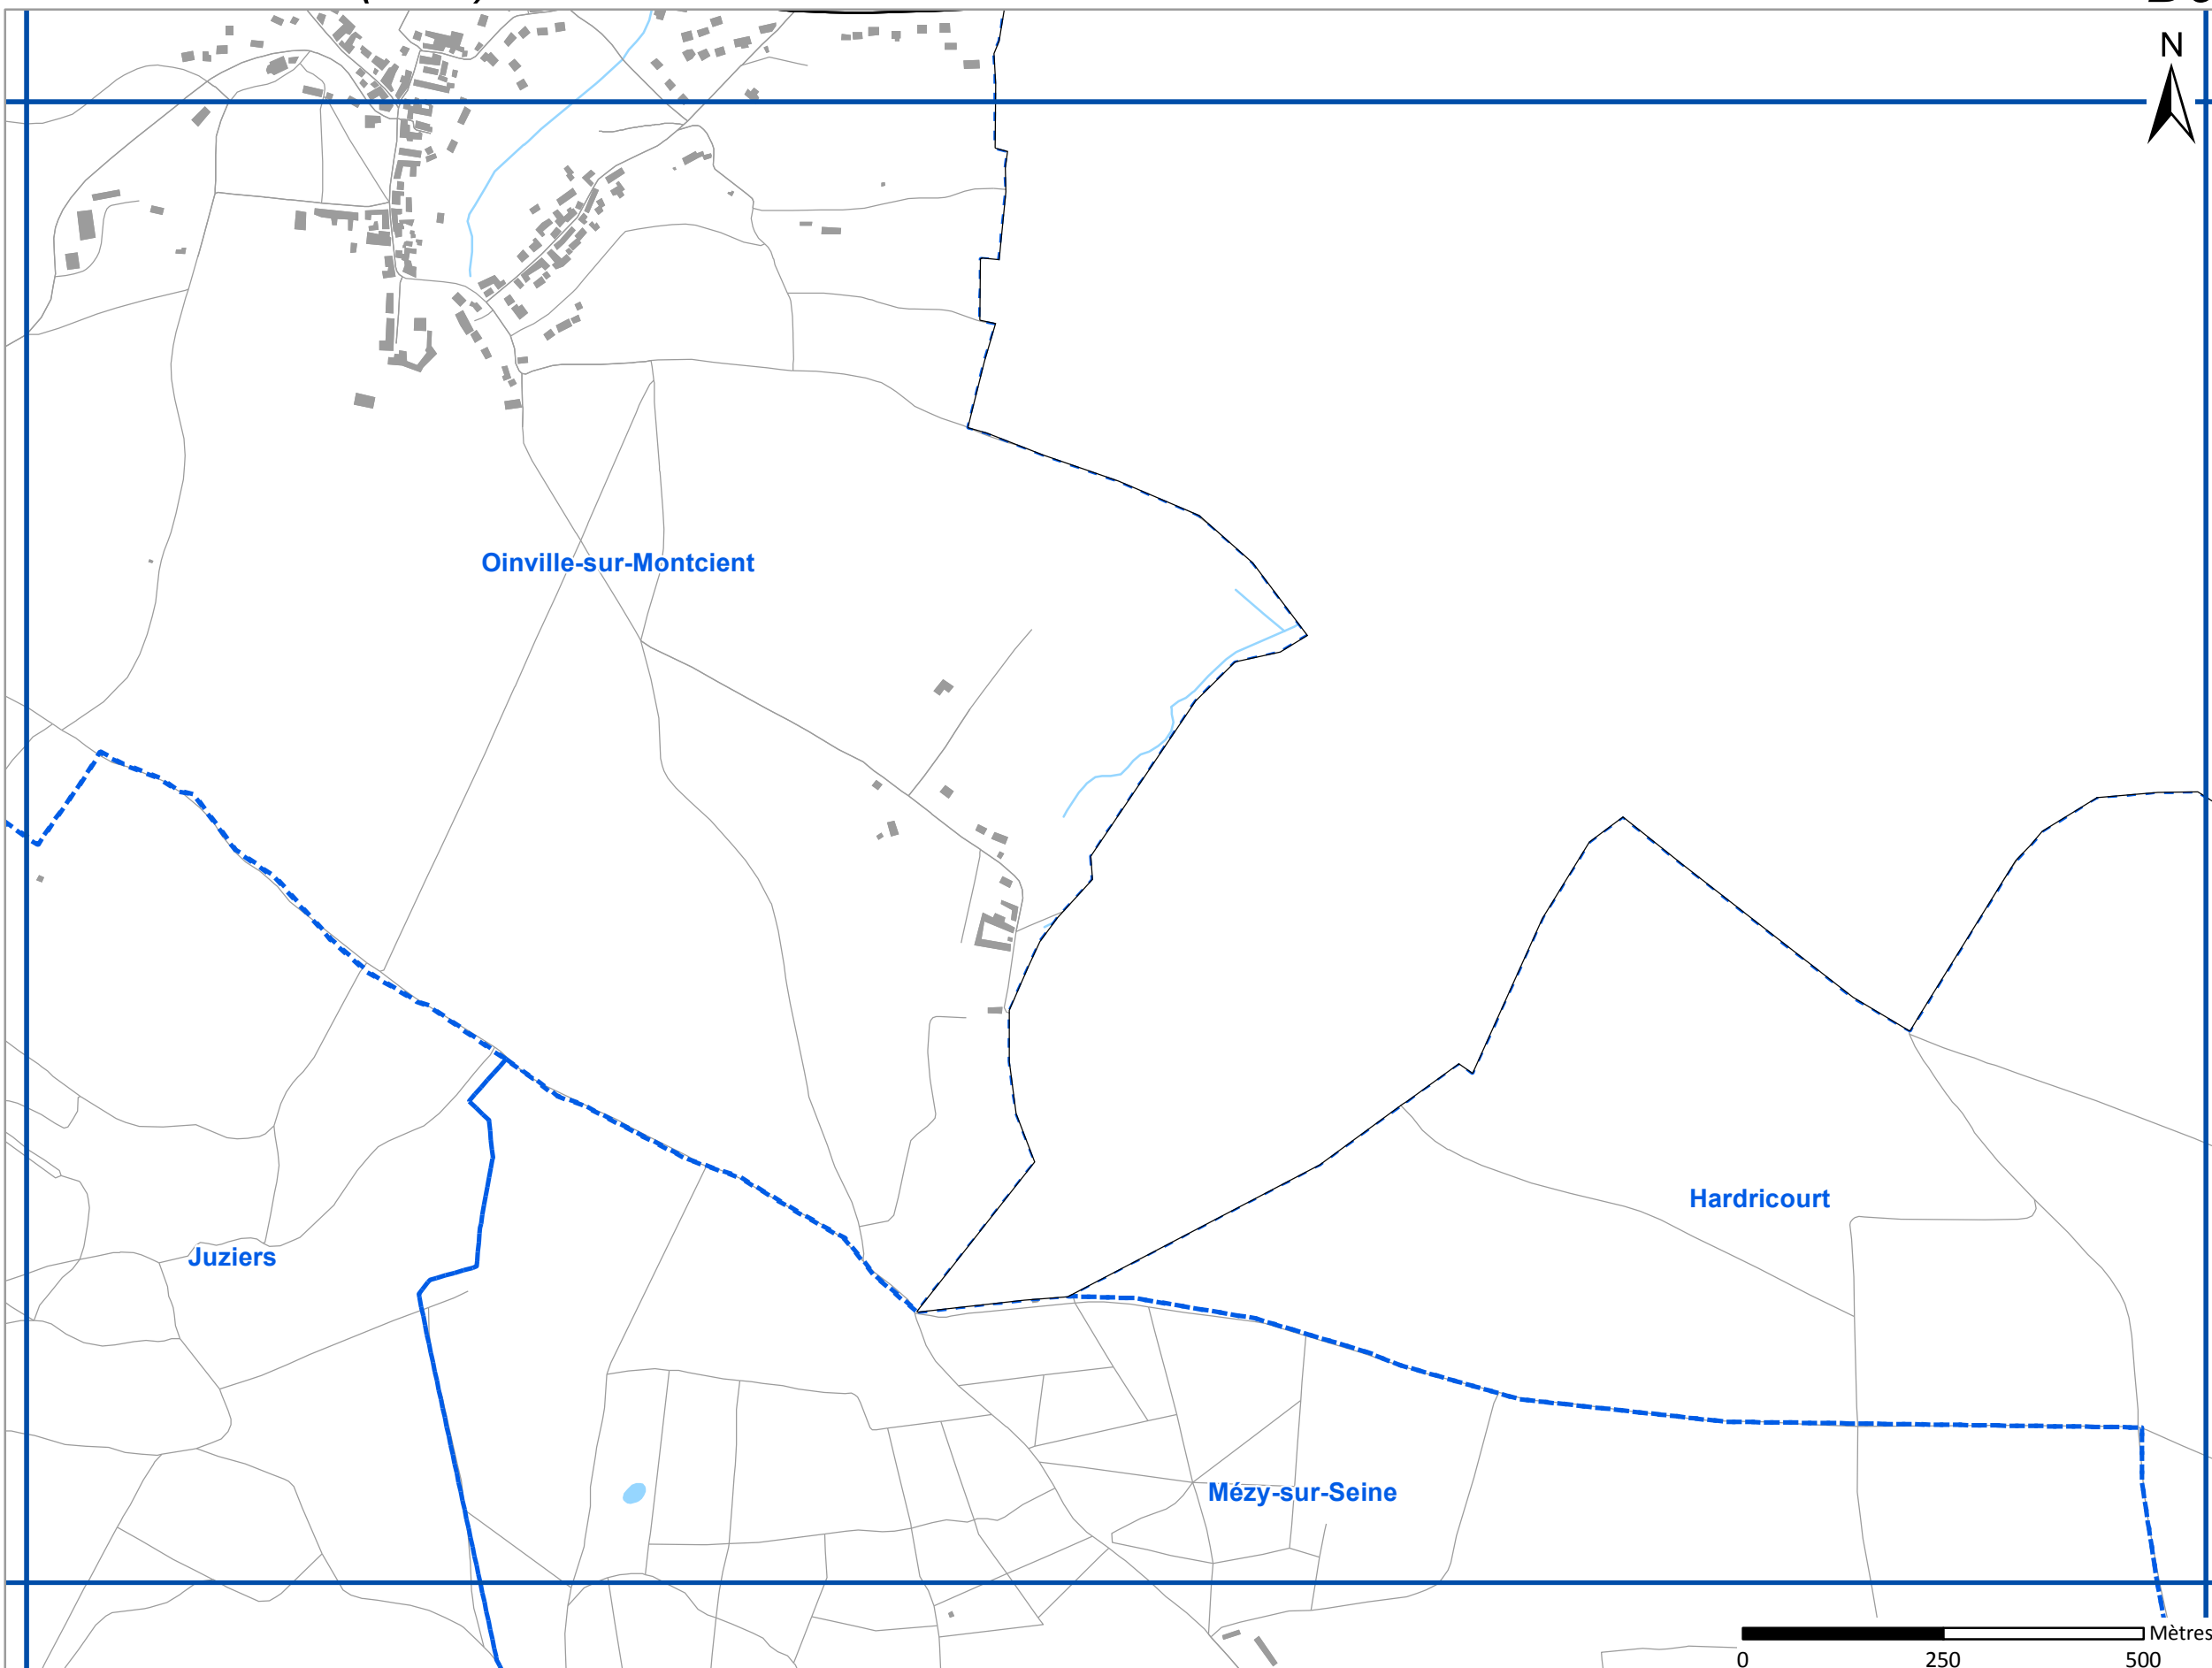 N
Oinville-sur-Montcient
Hardricourt
Juziers
Mézy-sur-Seine
Mètres
0 250 500